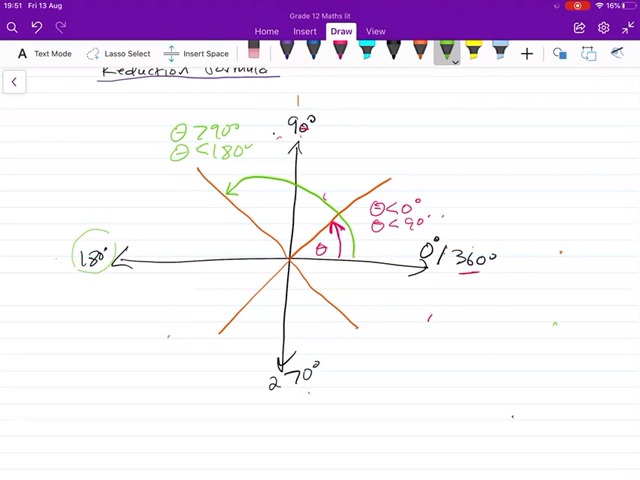 19:51 Fri 13 Aug
Grade 12 Maths lit
16%
Home Insert Draw View
Text Mode Lasso Select Insert Space
Reduction formula
90°
θ > 90°
θ < 180°
θ < 0°
θ < 90°
θ
180°
0° / 360°
270°